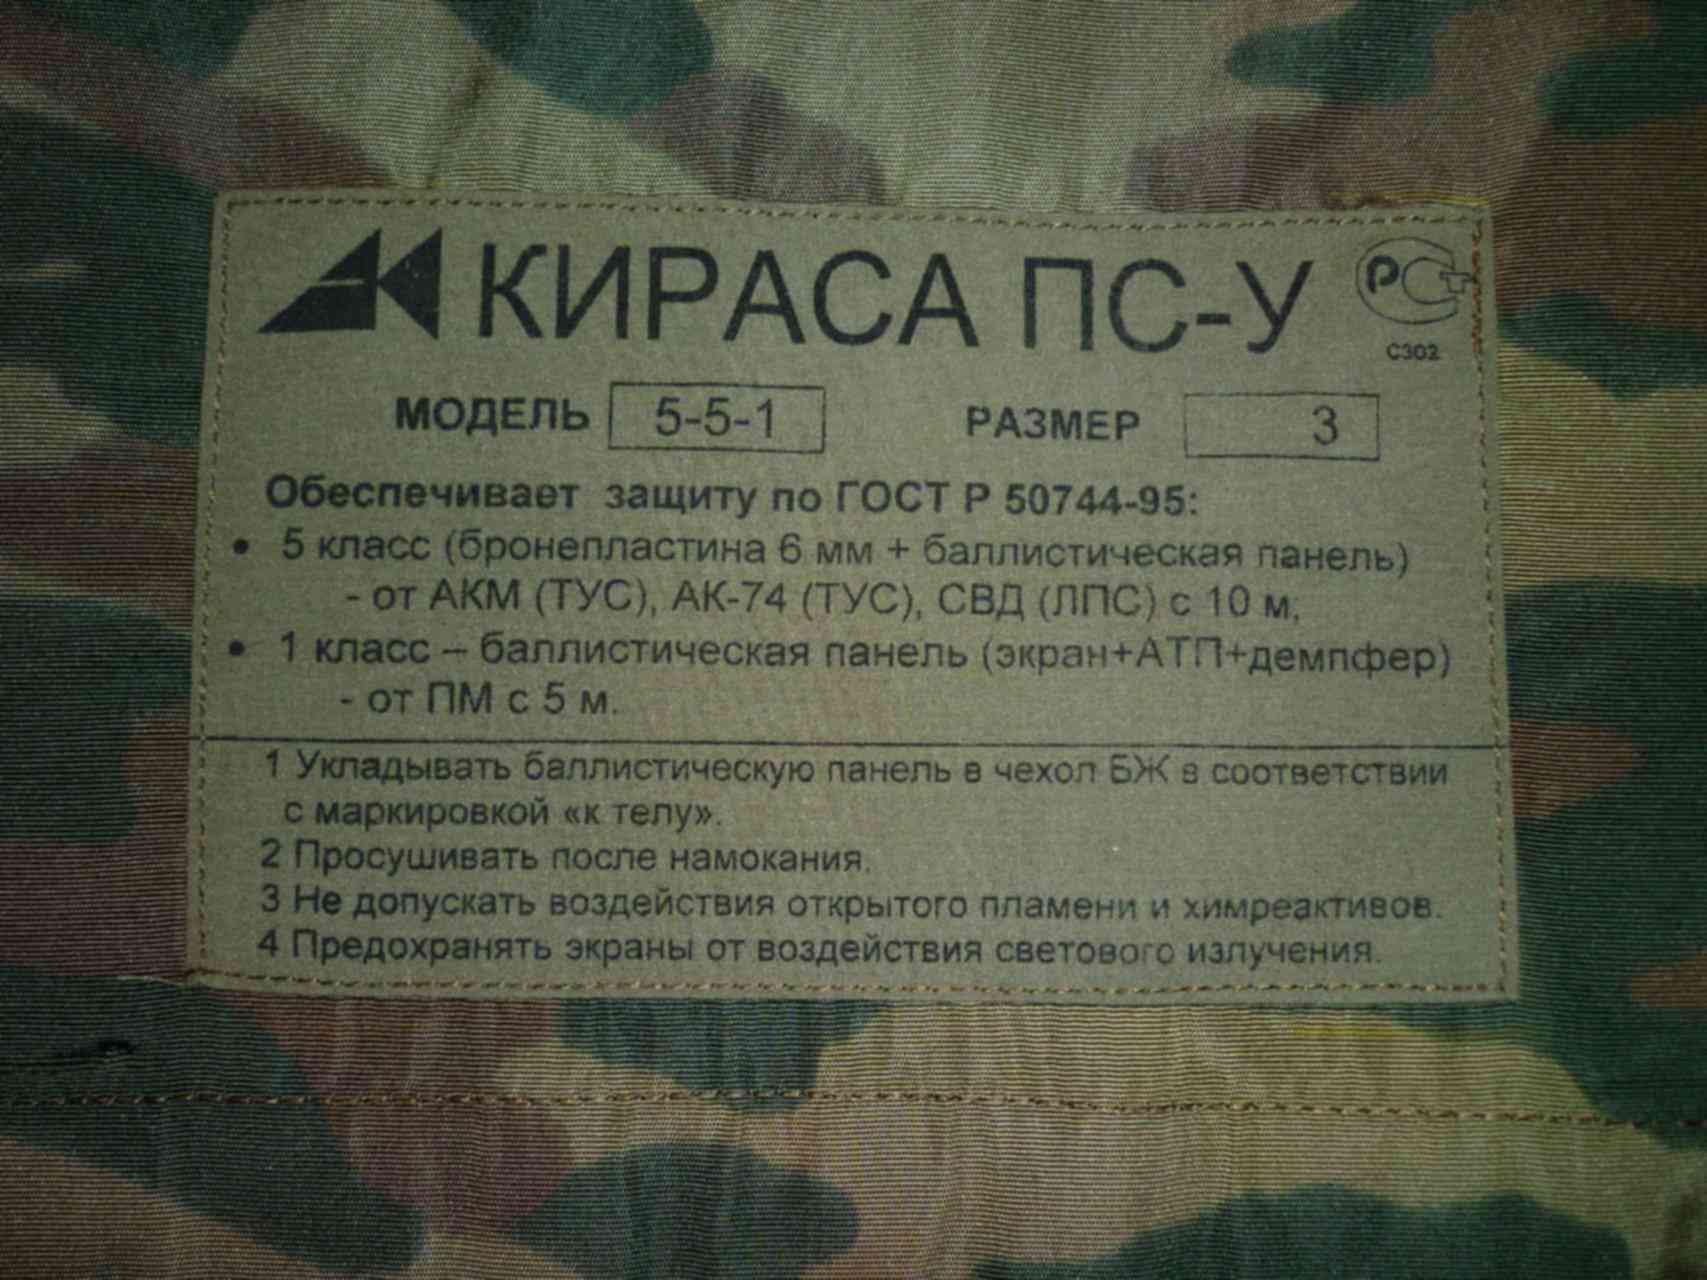 КИРАСА ПС-У
РС
С302
МОДЕЛЬ 5-5-1 РАЗМЕР 3
Обеспечивает защиту по ГОСТ Р 50744-95:
• 5 класс (бронепластина 6 мм + баллистическая панель)
- от АКМ (ТУС), АК-74 (ТУС), СВД (ЛПС) с 10 м,
• 1 класс – баллистическая панель (экран+АТП+демпфер)
- от ПМ с 5 м.
1 Укладывать баллистическую панель в чехол БЖ в соответствии
с маркировкой «к телу».
2 Просушивать после намокания.
3 Не допускать воздействия открытого пламени и химреактивов.
4 Предохранять экраны от воздействия светового излучения.